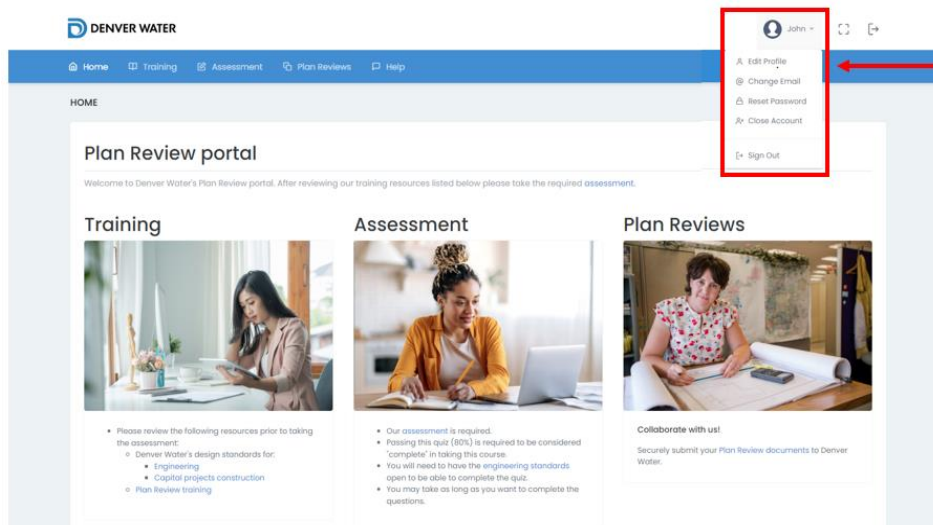 DENVER WATER
John
Home Training Assessment Plan Reviews Help
Edit Profile
Change Email
Reset Password
Close Account
Sign Out
HOME
Plan Review portal
Welcome to Denver Water's Plan Review portal. After reviewing our training resources listed below please take the required assessment.
Training
Please review the following resources prior to taking
the assessment:
Denver Water's design standards for:
Engineering
Capital projects construction
Plan Review training
Assessment
Our assessment is required.
Passing this quiz (80%) is required to be considered
"complete" in taking this course.
You will need to have the engineering standards
open to be able to complete the quiz.
You may take as long as you want to complete the
questions.
Plan Reviews
Collaborate with us!
Securely submit your Plan Review documents to Denver
Water.